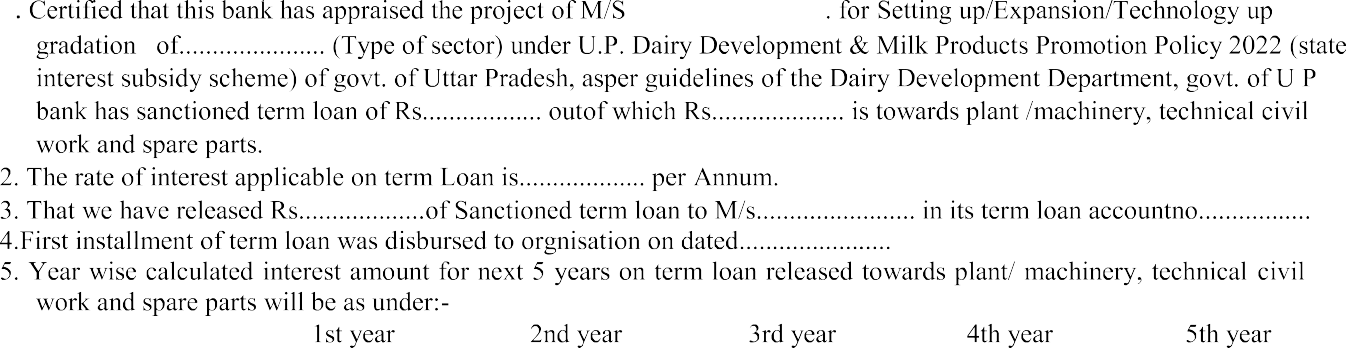 . Certified that this bank has appraised the project of M/S . for Setting up/Expansion/Technology up
gradation of...................... (Type of sector) under U.P. Dairy Development & Milk Products Promotion Policy 2022 (state
interest subsidy scheme) of govt. of Uttar Pradesh, asper guidelines of the Dairy Development Department, govt. of U P
bank has sanctioned term loan of Rs.................. outof which Rs.................... is towards plant /machinery, technical civil
work and spare parts.
2. The rate of interest applicable on term Loan is................... per Annum.
3. That we have released Rs...................of Sanctioned term loan to M/s........................ in its term loan accountno.................
4.First installment of term loan was disbursed to orgnisation on dated.......................
5. Year wise calculated interest amount for next 5 years on term loan released towards plant/ machinery, technical civil
work and spare parts will be as under:-
1st year 2nd year 3rd year 4th year 5th year